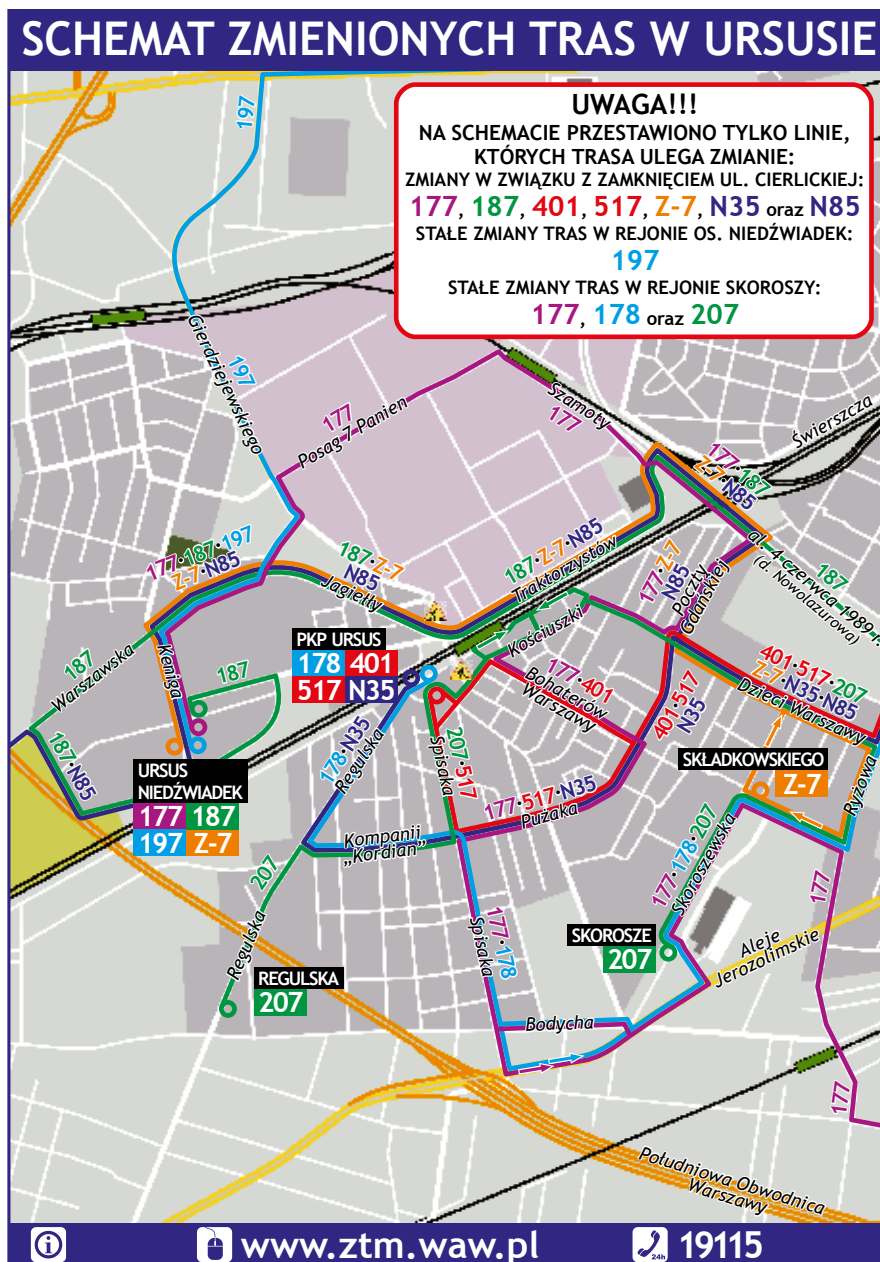 SCHEMAT ZMIENIONYCH TRAS W URSUSIE
UWAGA!!!
NA SCHEMACIE PRZESTAWIONO TYLKO LINIE,
KTÓRYCH TRASA ULEGA ZMIANIE:
ZMIANY W ZWIĄZKU Z ZAMKNIĘCIEM UL. CIERLICKIEJ:
177, 187, 401, 517, Z-7, N35 oraz N85
STAŁE ZMIANY TRAS W REJONIE OS. NIEDŹWIADEK:
197
STAŁE ZMIANY TRAS W REJONIE SKOROSZY:
177, 178 oraz 207
197
Gierdziejewskiego
197
177
Posąg 7 Panien
Szamoty
177
Świerszcza
177•187
Z-7•N85
al. 4 czerwca 1989 r.
(d. Nowolazurowa)
187
177•187•197
Z-7•N85
187•Z-7
N85
Jagiełły
187•Z-7•N85
Traktorzystów
177•Z-7
N85
Poczty
Gdańskiej
Kościuszki
187
Warszawska
Keniga
187
187•N85
PKP URSUS
178 401
517 N35
177•401
Bohaterów
Warszawy
401•517
N35
401•517•207
Z-7•N35•N85
Dzieci Warszawy
178•N35
Regulska
207•517
Spisaka
177•517•N35
Pużaka
URSUS
NIEDŹWIADEK
177 187
197 Z-7
SKŁADKOWSKIEGO
Z-7
Ryżowa
Kompanii
„Kordian”
207
Regulska
REGULSKA
207
177•178
Spisaka
177•178•207
Skoroszewska
177
SKOROSZE
207
Aleje
Jerozolimskie
Bodycha
177
Południowa Obwodnica
Warszawy
www.ztm.waw.pl
24h
19115